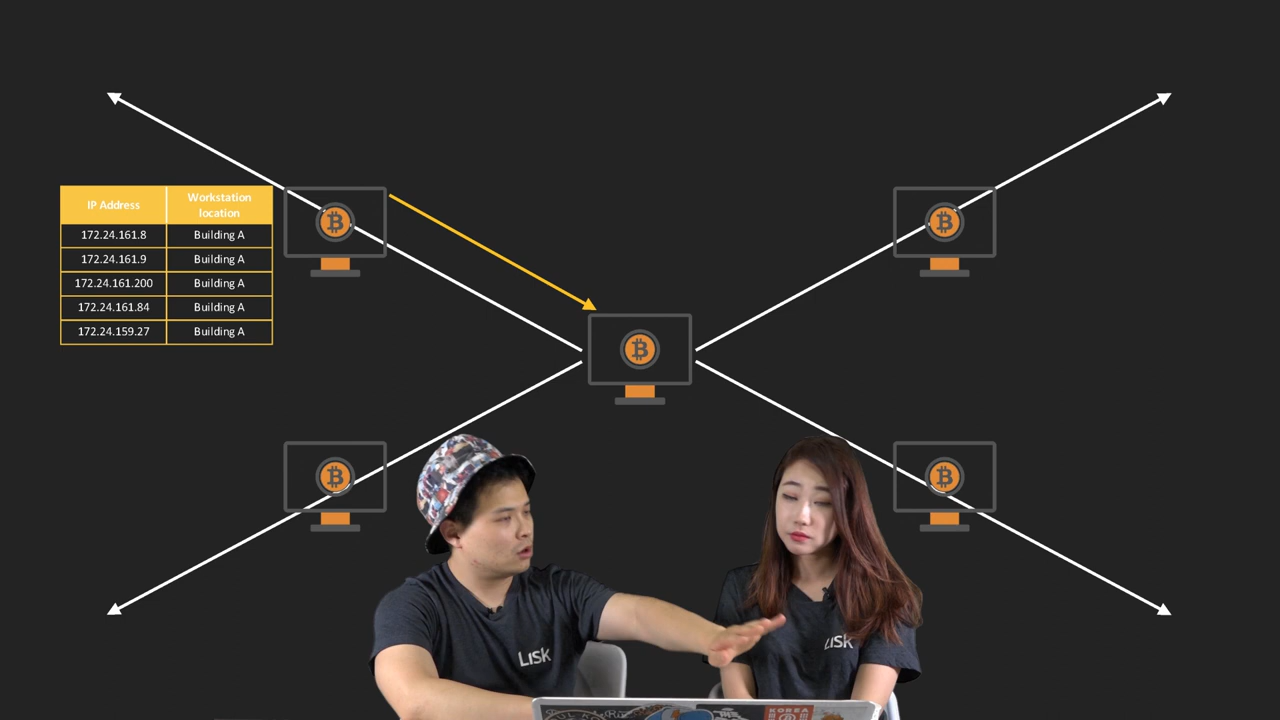 IP Address
Workstation
location
172.24.161.8
Building A
172.24.161.9
Building A
172.24.161.200
Building A
172.24.161.84
Building A
172.24.159.27
Building A
LISK
LISK
KOREA